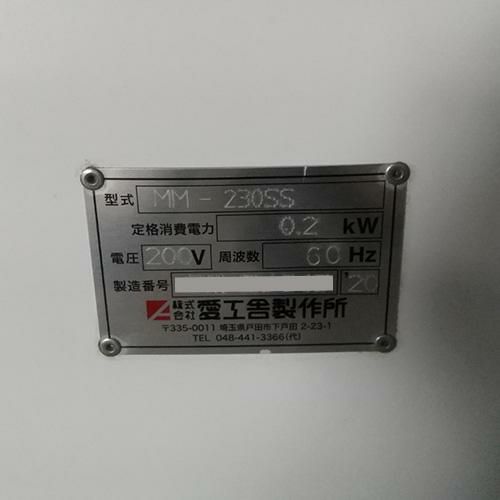 型式 MM-230SS
定格消費電力 0.2 kW
電圧 200V 周波数 60 Hz
製造番号 '20
株式会社 愛工舎製作所
〒335-0011 埼玉県戸田市下戸田 2-23-1
TEL 048-441-3366(代)